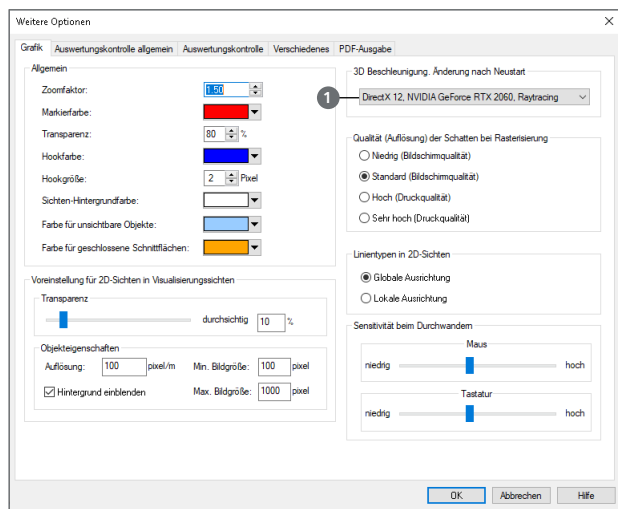 Weitere Optionen
Grafik Auswertungskontrolle allgemein Auswertungskontrolle Verschiedenes PDF-Ausgabe
Allgemein
Zoomfaktor: 1.50
Markierfarbe:
Transparenz: 80 %
Hookfarbe:
Hookgröße: 2 Pixel
Sichten-Hintergrundfarbe:
Farbe für unsichtbare Objekte:
Farbe für geschlossene Schnittflächen:
Voreinstellung für 2D-Sichten in Visualisierungssichten
Transparenz
durchsichtig 10 %
Objekteigenschaften
Auflösung: 100 pixel/m Min. Bildgröße: 100 pixel
Hintergrund einblenden Max. Bildgröße: 1000 pixel
3D Beschleunigung. Änderung nach Neustart
1 DirectX 12, NVIDIA GeForce RTX 2060, Raytracing
Qualität (Auflösung) der Schatten bei Rasterisierung
Niedrig (Bildschirmqualität)
Standard (Bildschimqualität)
Hoch (Druckqualität)
Sehr hoch (Druckqualität)
Linientypen in 2D-Sichten
Globale Ausrichtung
Lokale Ausrichtung
Sensitivität beim Durchwandern
Maus
niedrig hoch
Tastatur
niedrig hoch
OK Abbrechen Hilfe